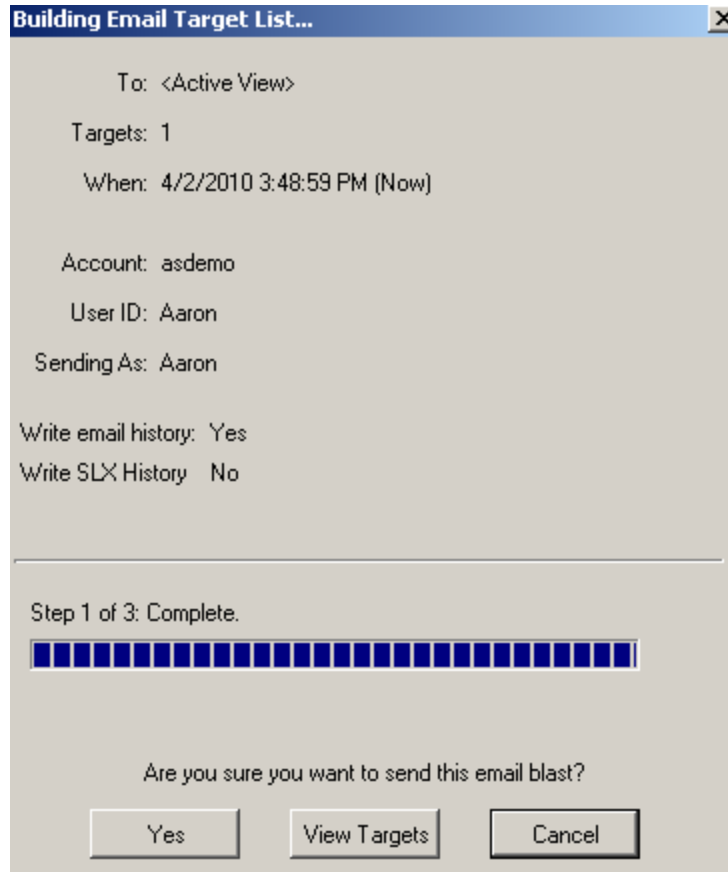 Building Email Target List...
To: <Active View>
Targets: 1
When: 4/2/2010 3:48:59 PM (Now)
Account: asdemo
User ID: Aaron
Sending As: Aaron
Write email history: Yes
Write SLX History No
Step 1 of 3: Complete.
Are you sure you want to send this email blast?
Yes View Targets Cancel